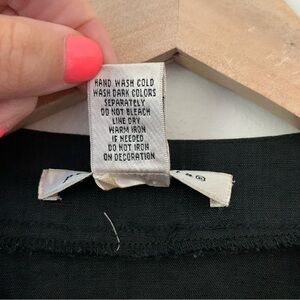 HAND WASH COLD
WASH DARK COLORS
SEPARATELY
DO NOT BLEACH
LINE DRY
WARM IRON
IF NEEDED
DO NOT IRON
ON DECORATION